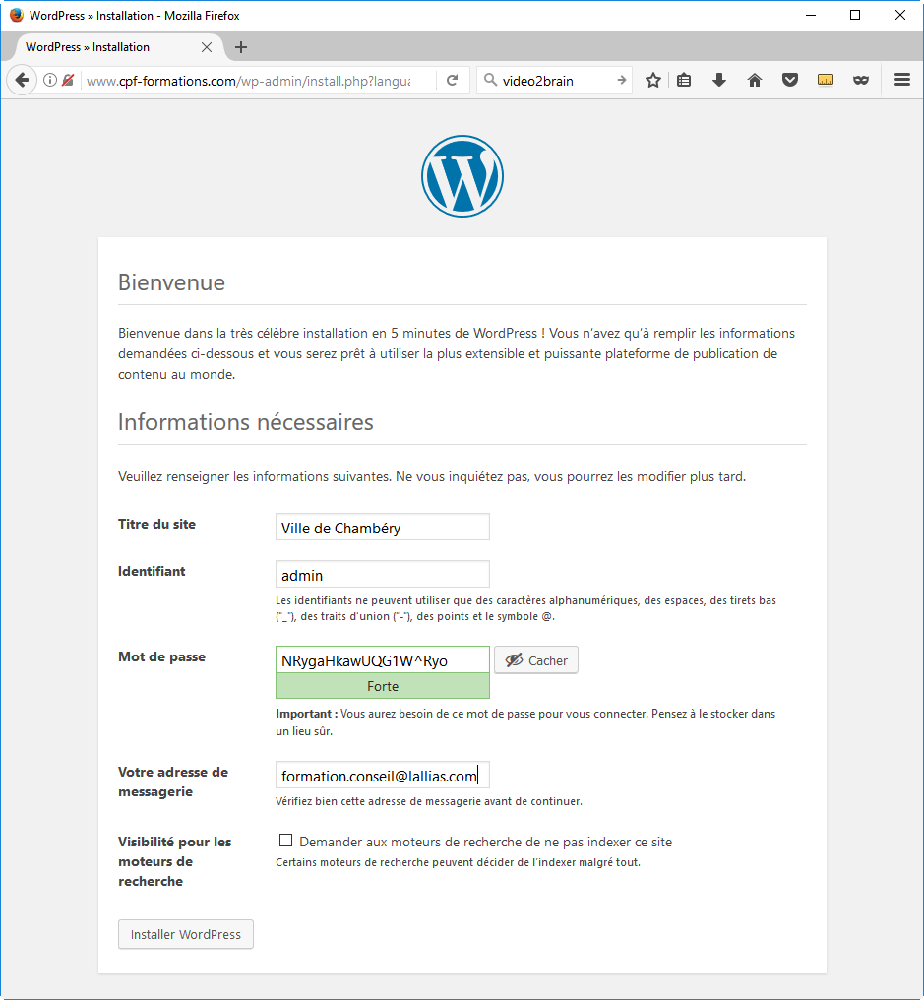 WordPress » Installation - Mozilla Firefox
WordPress » Installation
www.cpf-formations.com/wp-admin/install.php?langua
video2brain
Bienvenue
Bienvenue dans la très célèbre installation en 5 minutes de WordPress ! Vous n’avez qu’à remplir les informations
demandées ci-dessous et vous serez prêt à utiliser la plus extensible et puissante plateforme de publication de
contenu au monde.
Informations nécessaires
Veuillez renseigner les informations suivantes. Ne vous inquiétez pas, vous pourrez les modifier plus tard.
Titre du site
Ville de Chambéry
Identifiant
admin
Les identifiants ne peuvent utiliser que des caractères alphanumériques, des espaces, des tirets bas
("_"), des traits d'union ("-"), des points et le symbole @.
Mot de passe
NRygaHkawUQG1W^Ryo
Cacher
Forte
Important : Vous aurez besoin de ce mot de passe pour vous connecter. Pensez à le stocker dans
un lieu sûr.
Votre adresse de
messagerie
formation.conseil@lallias.com
Vérifiez bien cette adresse de messagerie avant de continuer.
Visibilité pour les
moteurs de
recherche
Demander aux moteurs de recherche de ne pas indexer ce site
Certains moteurs de recherche peuvent décider de l’indexer malgré tout.
Installer WordPress